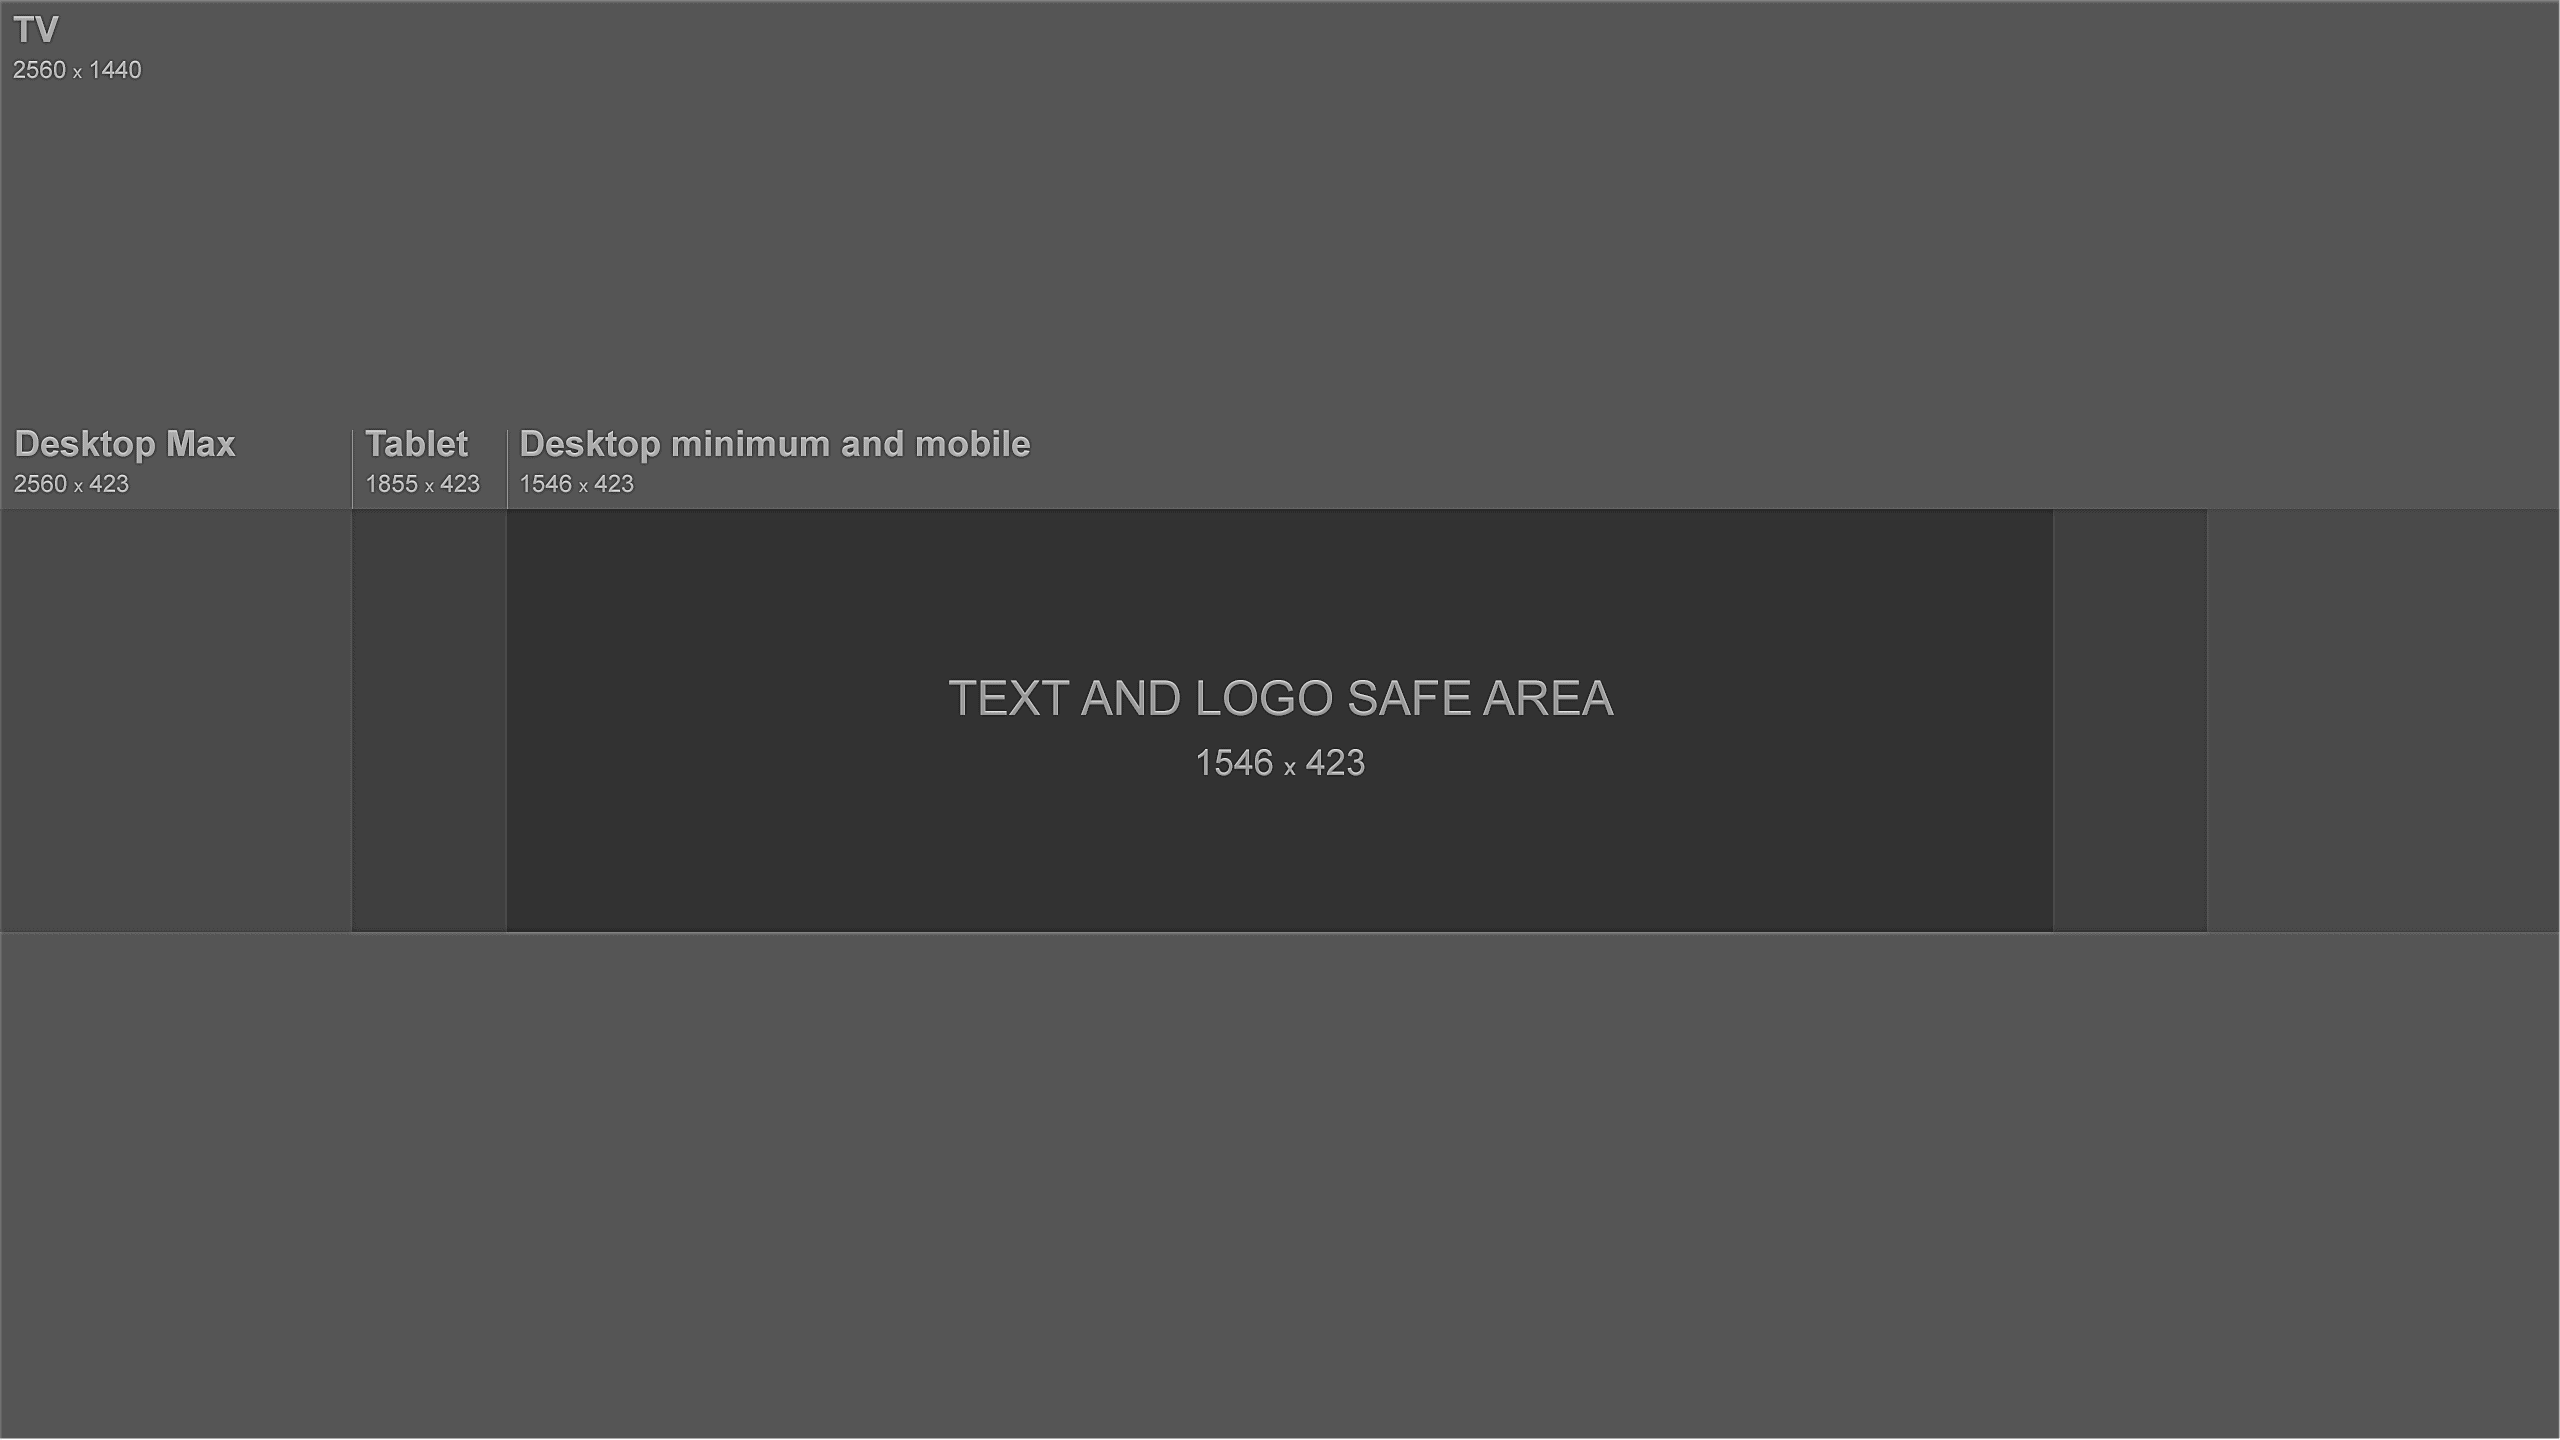 TV
2560 x 1440
Desktop Max
2560 x 423
Tablet
1855 x 423
Desktop minimum and mobile
1546 x 423
TEXT AND LOGO SAFE AREA
1546 x 423